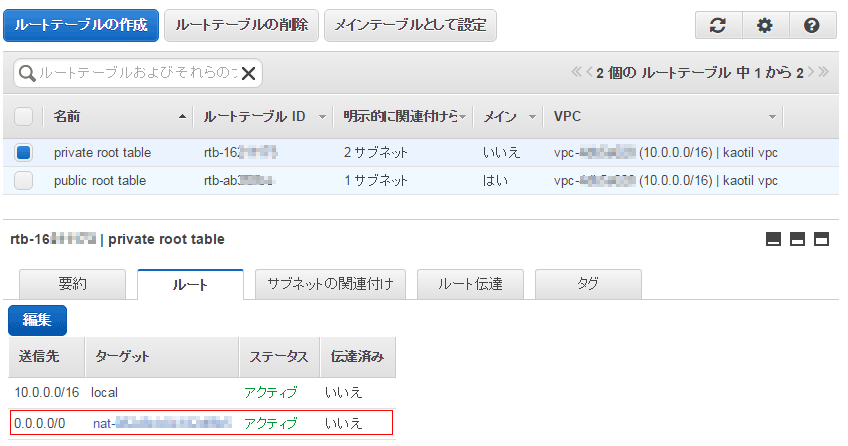 ルートテーブルの作成 ルートテーブルの削除 メインテーブルとして設定
ルートテーブルおよびそれらの 2 個の ルートテーブル 中 1 から 2
名前 ルートテーブル ID 明示的に関連付けら メイン VPC
private root table rtb-16 2 サブネット いいえ vpc- (10.0.0.0/16) | kaotil vpc
public root table rtb-ab 1 サブネット はい vpc- (10.0.0.0/16) | kaotil vpc
rtb-16 | private root table
要約 ルート サブネットの関連付け ルート伝達 タグ
編集
送信先 ターゲット ステータス 伝達済み
10.0.0.0/16 local アクティブ いいえ
0.0.0.0/0 nat- アクティブ いいえ